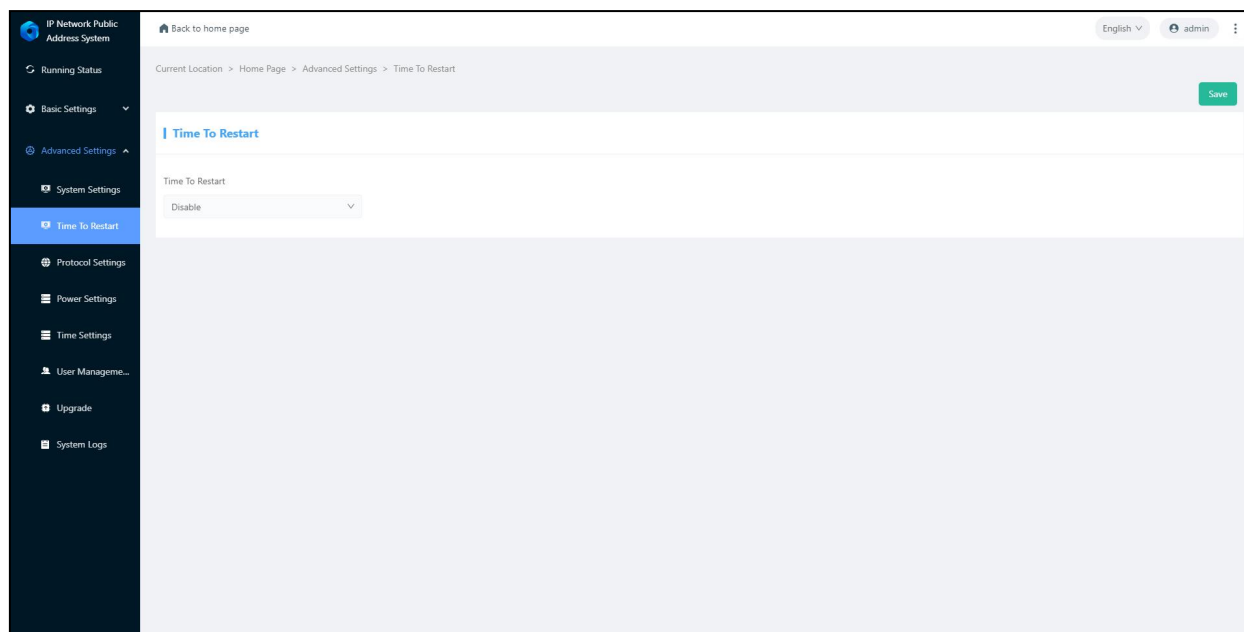 IP Network Public
Address System
Back to home page
English
admin
Running Status
Basic Settings
Advanced Settings
System Settings
Time To Restart
Protocol Settings
Power Settings
Time Settings
User Manageme...
Upgrade
System Logs
Current Location > Home Page > Advanced Settings > Time To Restart
Save
Time To Restart
Time To Restart
Disable